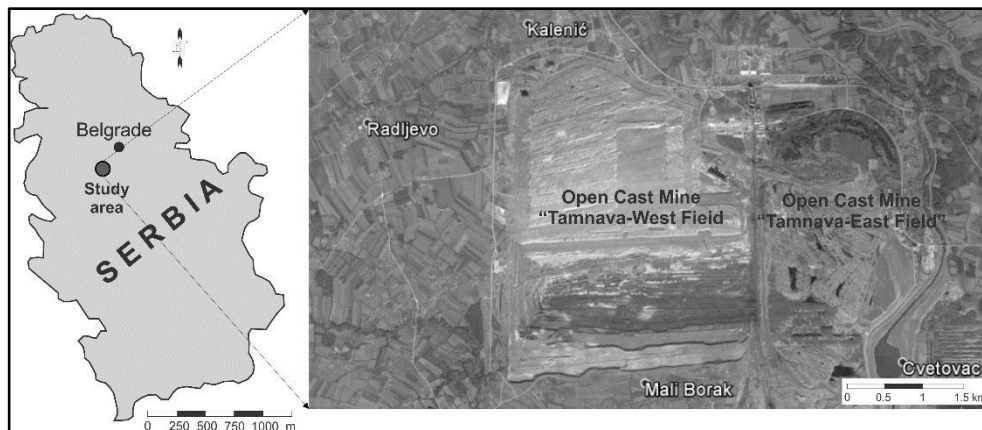 Belgrade
Study
area
SERBIA
0 250 500 750 1000 m
Kalenić
Radljevo
Open Cast Mine
“Tamnava-West Field
Open Cast Mine
“Tamnava-East Field”
Mali Borak
Cvetovac
0 0.5 1 1.5 km